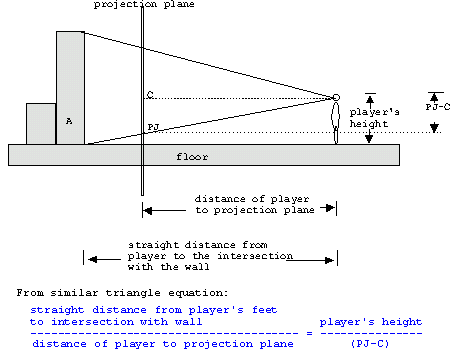 projection plane
C
A
PJ
player's
height
PJ-C
floor
distance of player
to projection plane
straight distance from
player to the intersection
with the wall
From similar triangle equation:
straight distance from player's feet
to intersection with wall
player's height
=
distance of player to projection plane
(PJ-C)